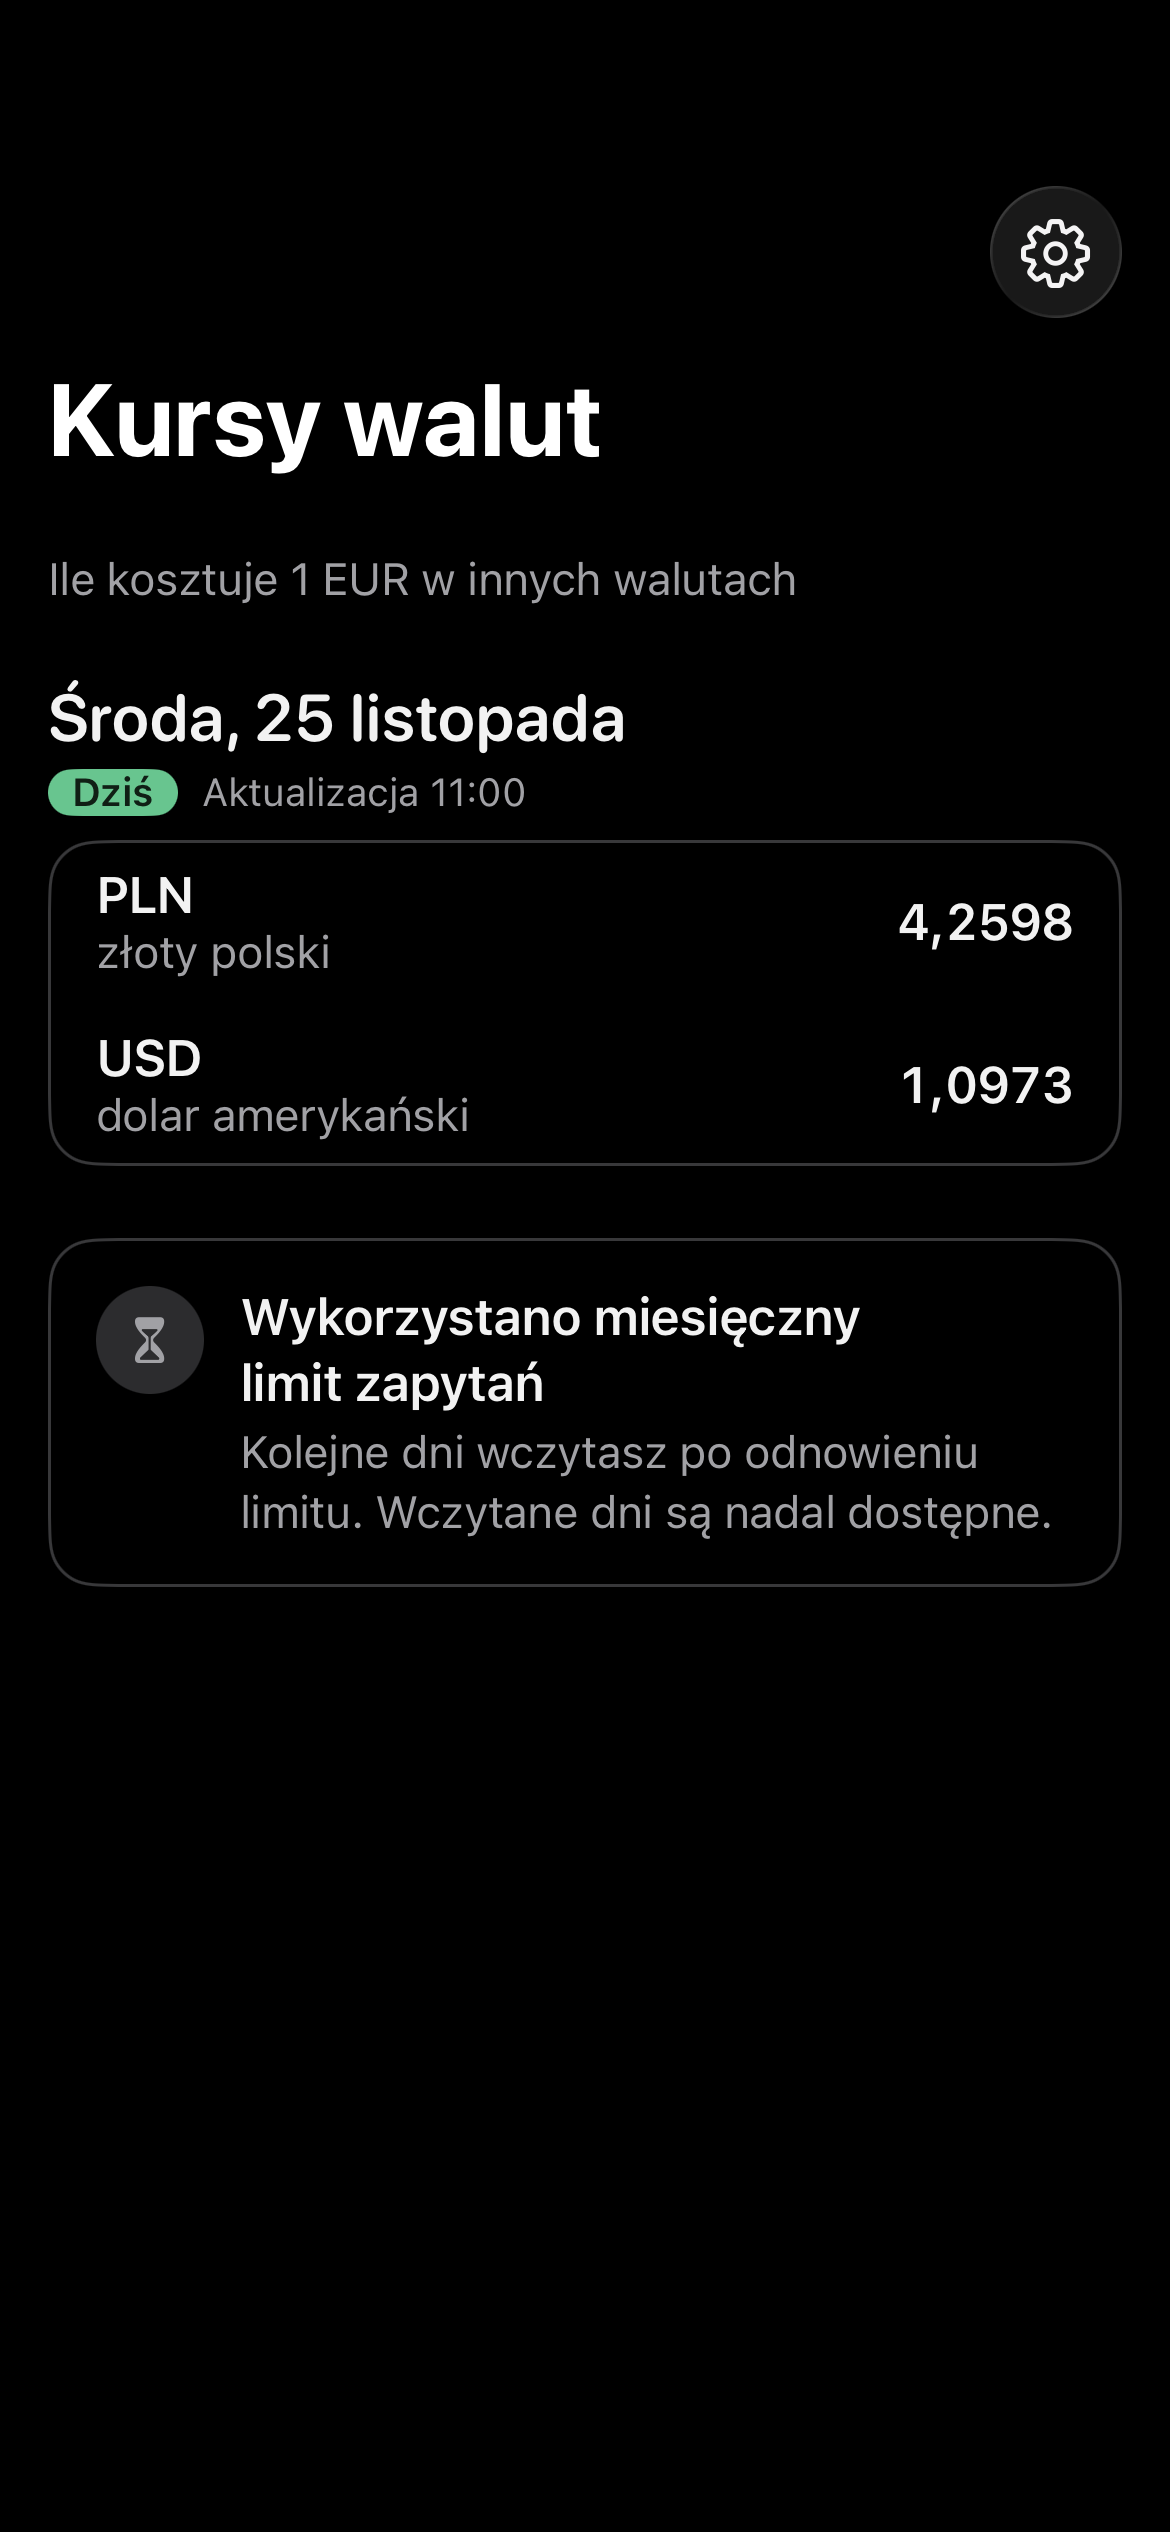 Kursy walut
Ile kosztuje 1 EUR w innych walutach
Środa, 25 listopada
Dziś Aktualizacja 11:00
PLN
4,2598
złoty polski
USD
1,0973
dolar amerykański
Wykorzystano miesięczny
limit zapytań
Kolejne dni wczytasz po odnowieniu
limitu. Wczytane dni są nadal dostępne.